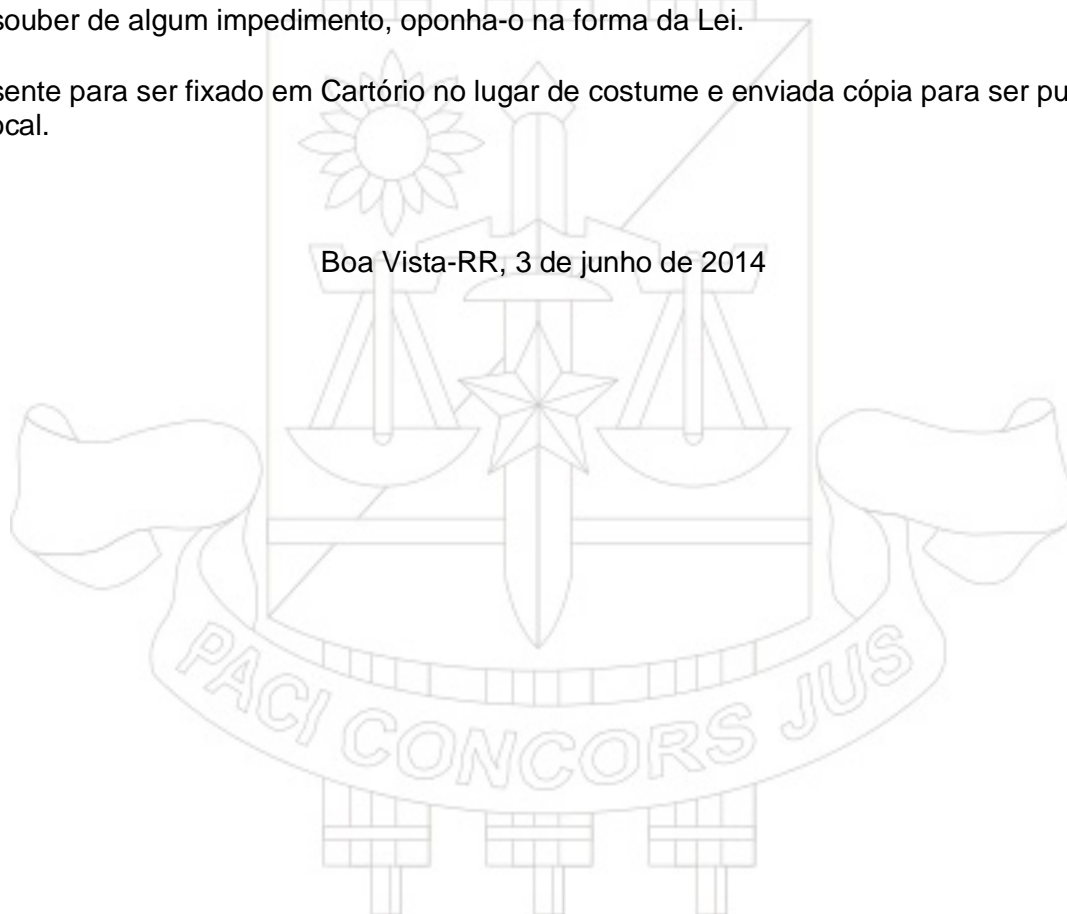 souber de algum impedimento, oponha-o na forma da Lei.
sente para ser fixado em Cartório no lugar de costume e enviada cópia para ser pu
ocal.
Boa Vista-RR, 3 de junho de 2014
PACI CONCORS JUS